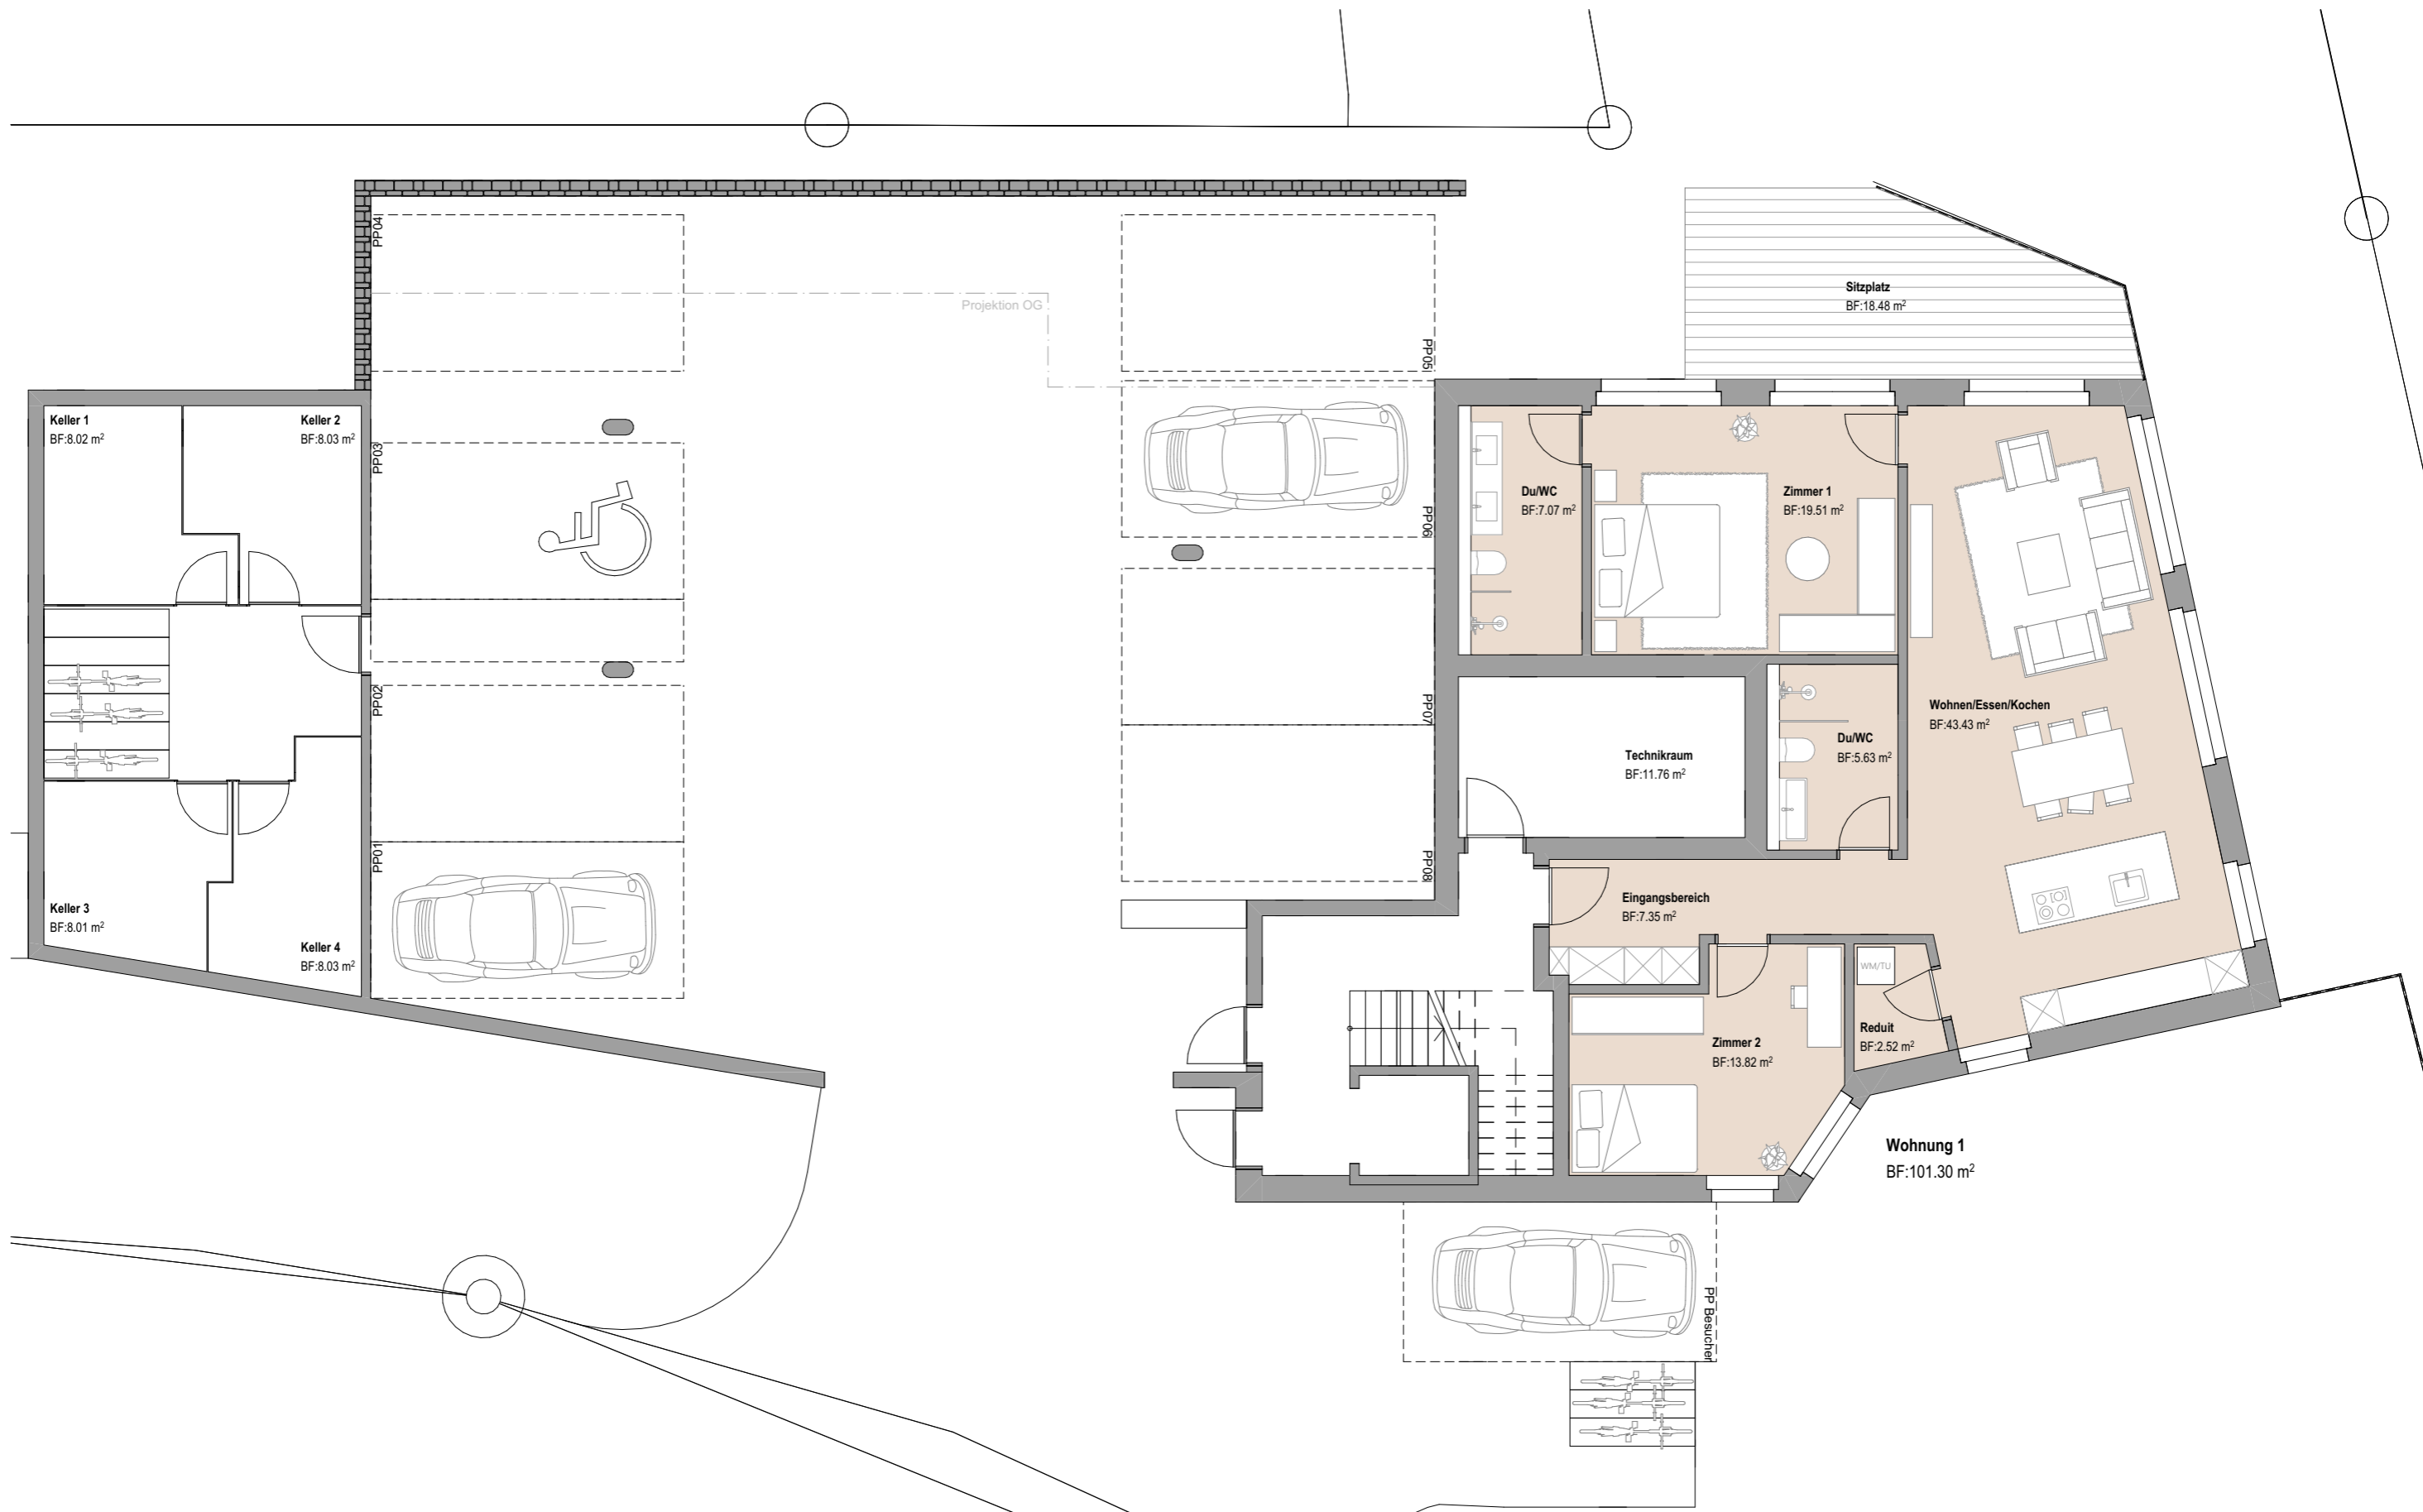 PP04
Projektion OG
Sitzplatz
BF:18.48 m²
PP05
Keller 1
BF:8.02 m²
Keller 2
BF:8.03 m²
PP03
PP06
Du/WC
BF:7.07 m²
Zimmer 1
BF:19.51 m²
PP02
PP07
Wohnen/Essen/Kochen
BF:43.43 m²
Technikraum
BF:11.76 m²
Du/WC
BF:5.63 m²
PP01
PP08
Keller 3
BF:8.01 m²
Keller 4
BF:8.03 m²
Eingangsbereich
BF:7.35 m²
WM/TU
Reduit
BF:2.52 m²
Zimmer 2
BF:13.82 m²
Wohnung 1
BF:101.30 m²
PP Besucher